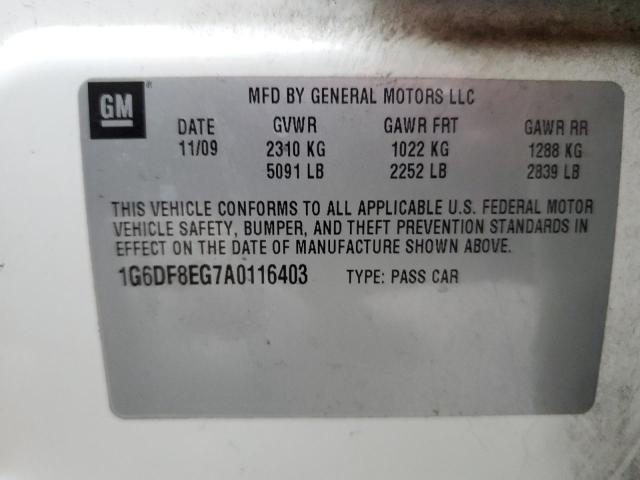 GM
MFD BY GENERAL MOTORS LLC
DATE GVWR GAWR FRT GAWR RR
11/09 2310 KG 1022 KG 1288 KG
5091 LB 2252 LB 2839 LB
THIS VEHICLE CONFORMS TO ALL APPLICABLE U.S. FEDERAL MOTOR
VEHICLE SAFETY, BUMPER, AND THEFT PREVENTION STANDARDS IN
EFFECT ON THE DATE OF MANUFACTURE SHOWN ABOVE.
1G6DF8EG7A0116403 TYPE: PASS CAR